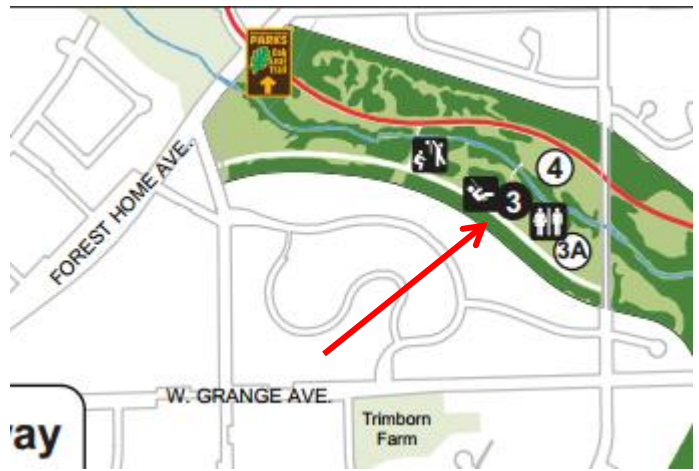 PARKS
Oak
Leaf
Trail
FOREST HOME AVE.
4
3
3A
W. GRANGE AVE.
Trimborn
Farm
ay